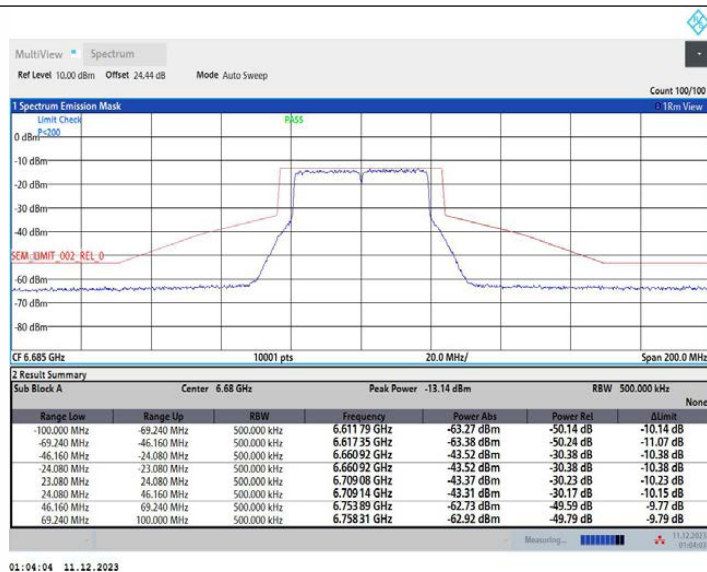 MultiView Spectrum
Ref Level 10.00 dBm Offset 24.44 dB Mode Auto Sweep
Count 100/100
1 Spectrum Emission Mask 1Rm View
Limit Check PASS
P<200
0 dBm
-10 dBm
-20 dBm
-30 dBm
-40 dBm
SEM_LIMIT_002_REL_0
-60 dBm
-70 dBm
-80 dBm
CF 6.685 GHz 10001 pts 20.0 MHz/ Span 200.0 MHz
2 Result Summary
Sub Block A Center 6.68 GHz Peak Power -13.14 dBm RBW 500.000 kHz
None
Range Low Range Up RBW Frequency Power Abs Power Rel ΔLimit
-100.000 MHz -69.240 MHz 500.000 kHz 6.611 79 GHz -63.27 dBm -50.14 dB -10.14 dB
-69.240 MHz -46.160 MHz 500.000 kHz 6.617 35 GHz -63.38 dBm -50.24 dB -11.07 dB
-46.160 MHz -24.080 MHz 500.000 kHz 6.660 92 GHz -43.52 dBm -30.38 dB -10.38 dB
-24.080 MHz -23.080 MHz 500.000 kHz 6.660 92 GHz -43.52 dBm -30.38 dB -10.38 dB
23.080 MHz 24.080 MHz 500.000 kHz 6.709 08 GHz -43.37 dBm -30.23 dB -10.23 dB
24.080 MHz 46.160 MHz 500.000 kHz 6.709 14 GHz -43.31 dBm -30.17 dB -10.15 dB
46.160 MHz 69.240 MHz 500.000 kHz 6.753 89 GHz -62.73 dBm -49.59 dB -9.77 dB
69.240 MHz 100.000 MHz 500.000 kHz 6.758 31 GHz -62.92 dBm -49.79 dB -9.79 dB
Measuring... 11.12.2023
01:04:03
01:04:04 11.12.2023